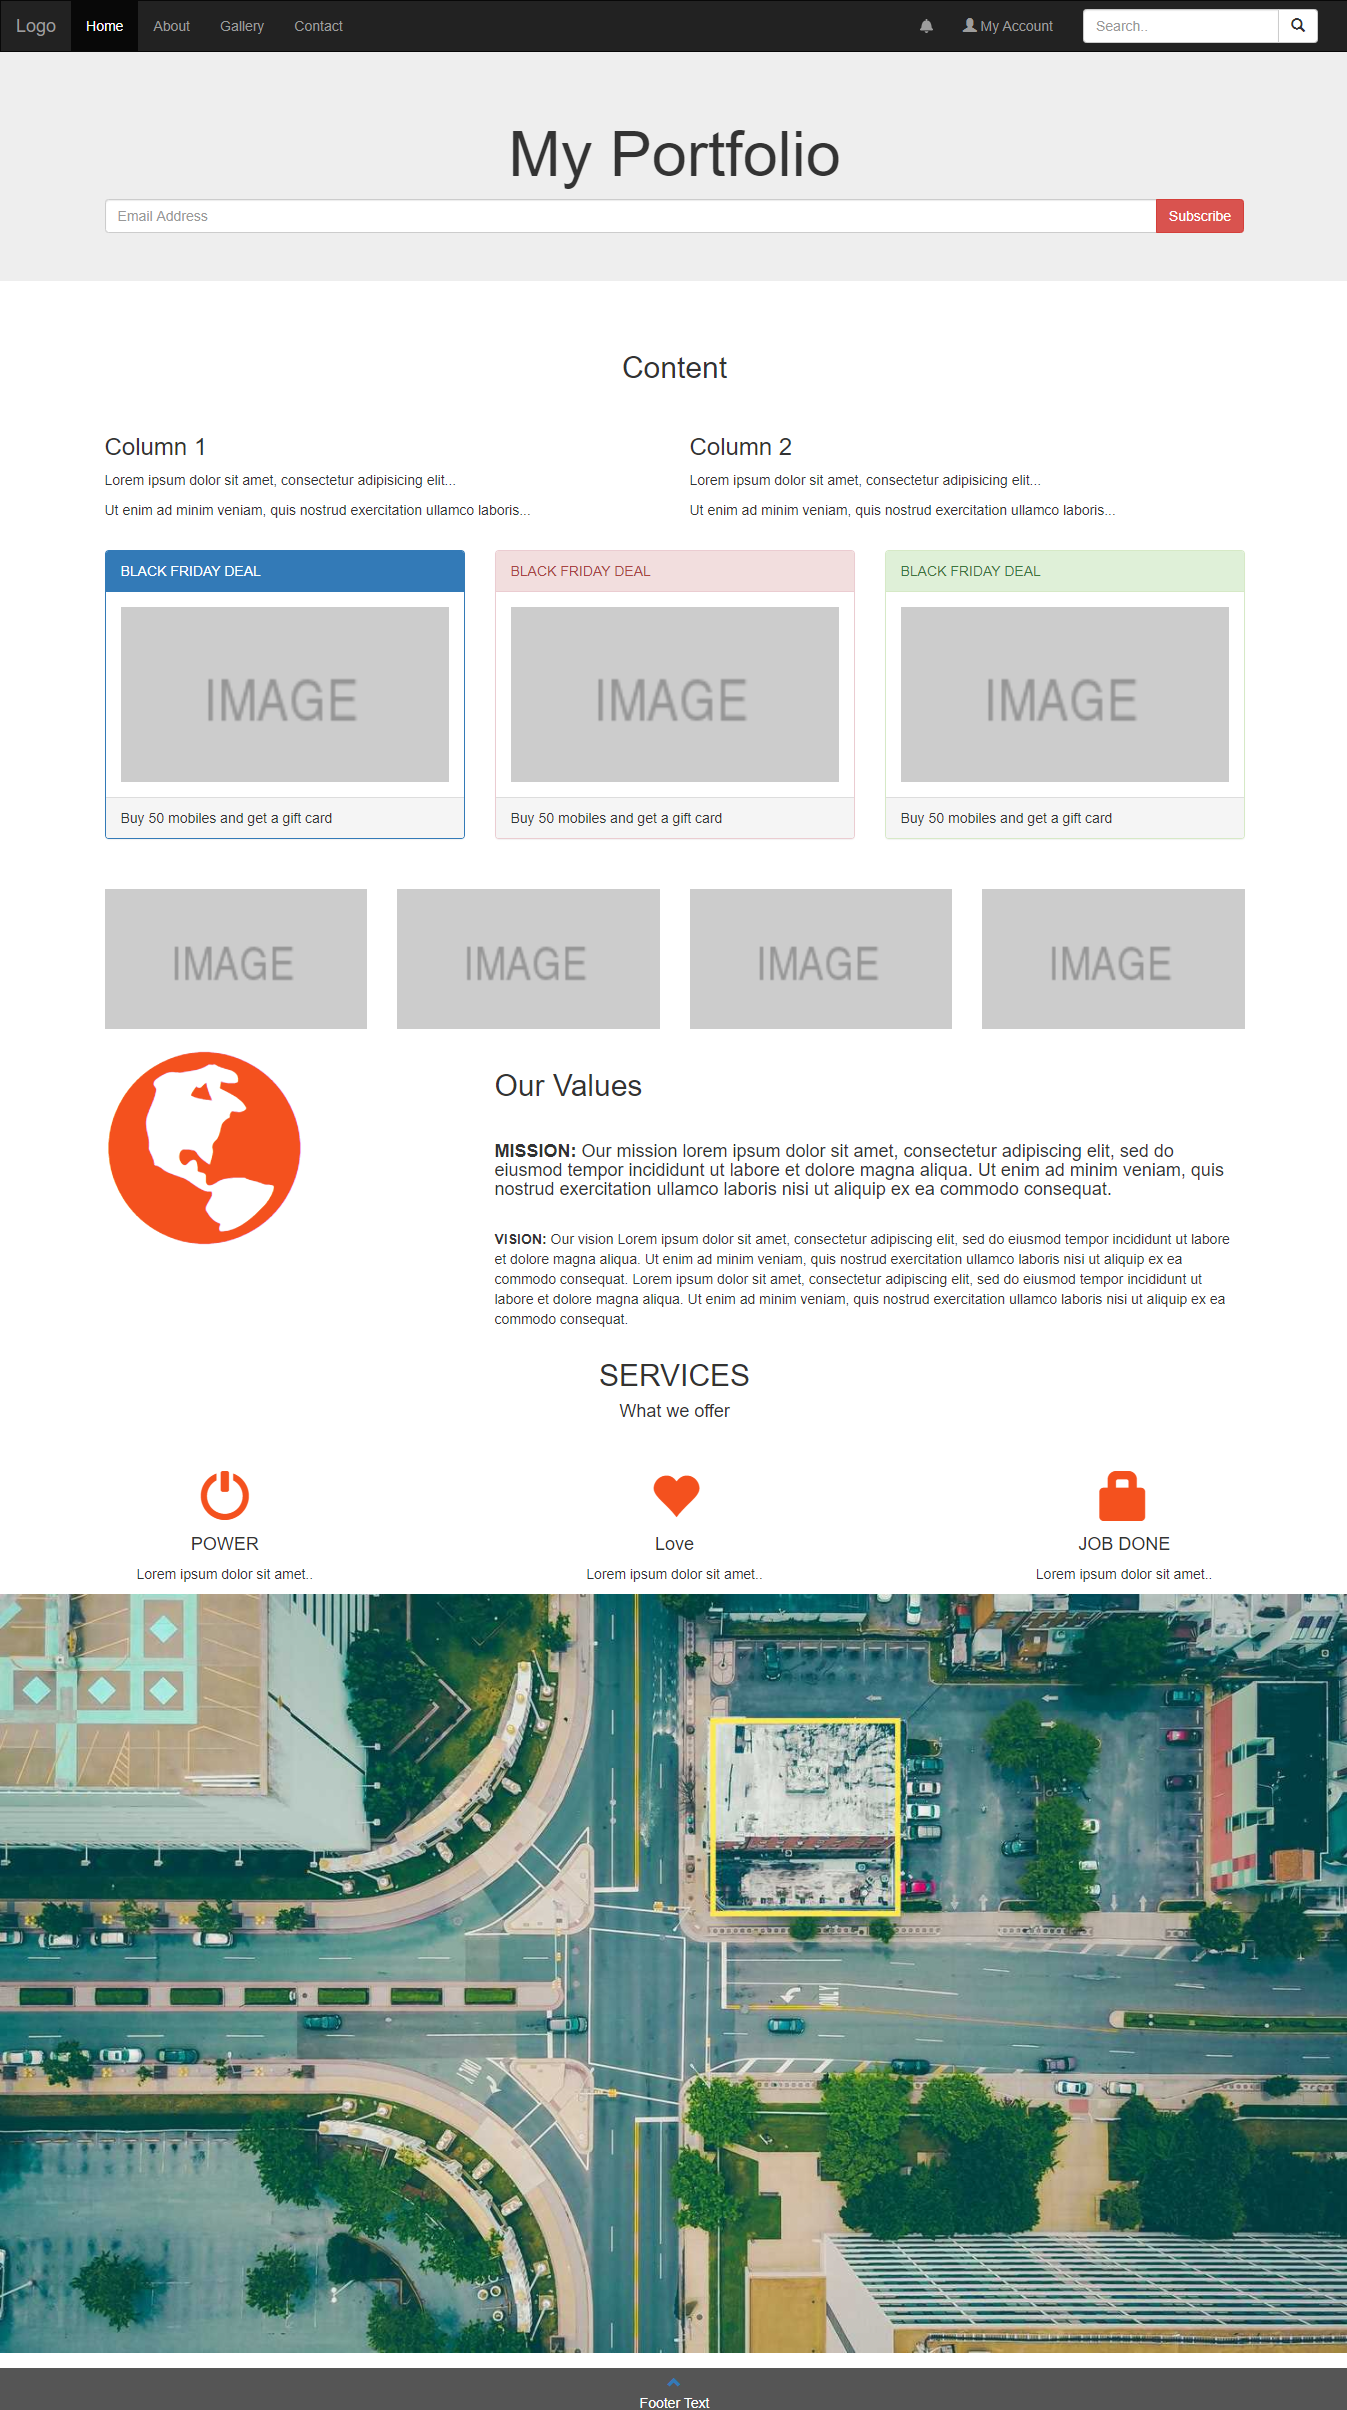 Logo Home About Gallery Contact My Account Search..
My Portfolio
Email Address Subscribe
Content
Column 1
Lorem ipsum dolor sit amet, consectetur adipisicing elit...
Ut enim ad minim veniam, quis nostrud exercitation ullamco laboris...
Column 2
Lorem ipsum dolor sit amet, consectetur adipisicing elit...
Ut enim ad minim veniam, quis nostrud exercitation ullamco laboris...
BLACK FRIDAY DEAL
IMAGE
Buy 50 mobiles and get a gift card
BLACK FRIDAY DEAL
IMAGE
Buy 50 mobiles and get a gift card
BLACK FRIDAY DEAL
IMAGE
Buy 50 mobiles and get a gift card
IMAGE IMAGE IMAGE IMAGE
Our Values
MISSION: Our mission lorem ipsum dolor sit amet, consectetur adipiscing elit, sed do
eiusmod tempor incididunt ut labore et dolore magna aliqua. Ut enim ad minim veniam, quis
nostrud exercitation ullamco laboris nisi ut aliquip ex ea commodo consequat.
VISION: Our vision Lorem ipsum dolor sit amet, consectetur adipiscing elit, sed do eiusmod tempor incididunt ut labore
et dolore magna aliqua. Ut enim ad minim veniam, quis nostrud exercitation ullamco laboris nisi ut aliquip ex ea
commodo consequat. Lorem ipsum dolor sit amet, consectetur adipiscing elit, sed do eiusmod tempor incididunt ut
labore et dolore magna aliqua. Ut enim ad minim veniam, quis nostrud exercitation ullamco laboris nisi ut aliquip ex ea
commodo consequat.
SERVICES
What we offer
POWER
Lorem ipsum dolor sit amet..
Love
Lorem ipsum dolor sit amet..
JOB DONE
Lorem ipsum dolor sit amet..
ONLY
ONLY
Footer Text